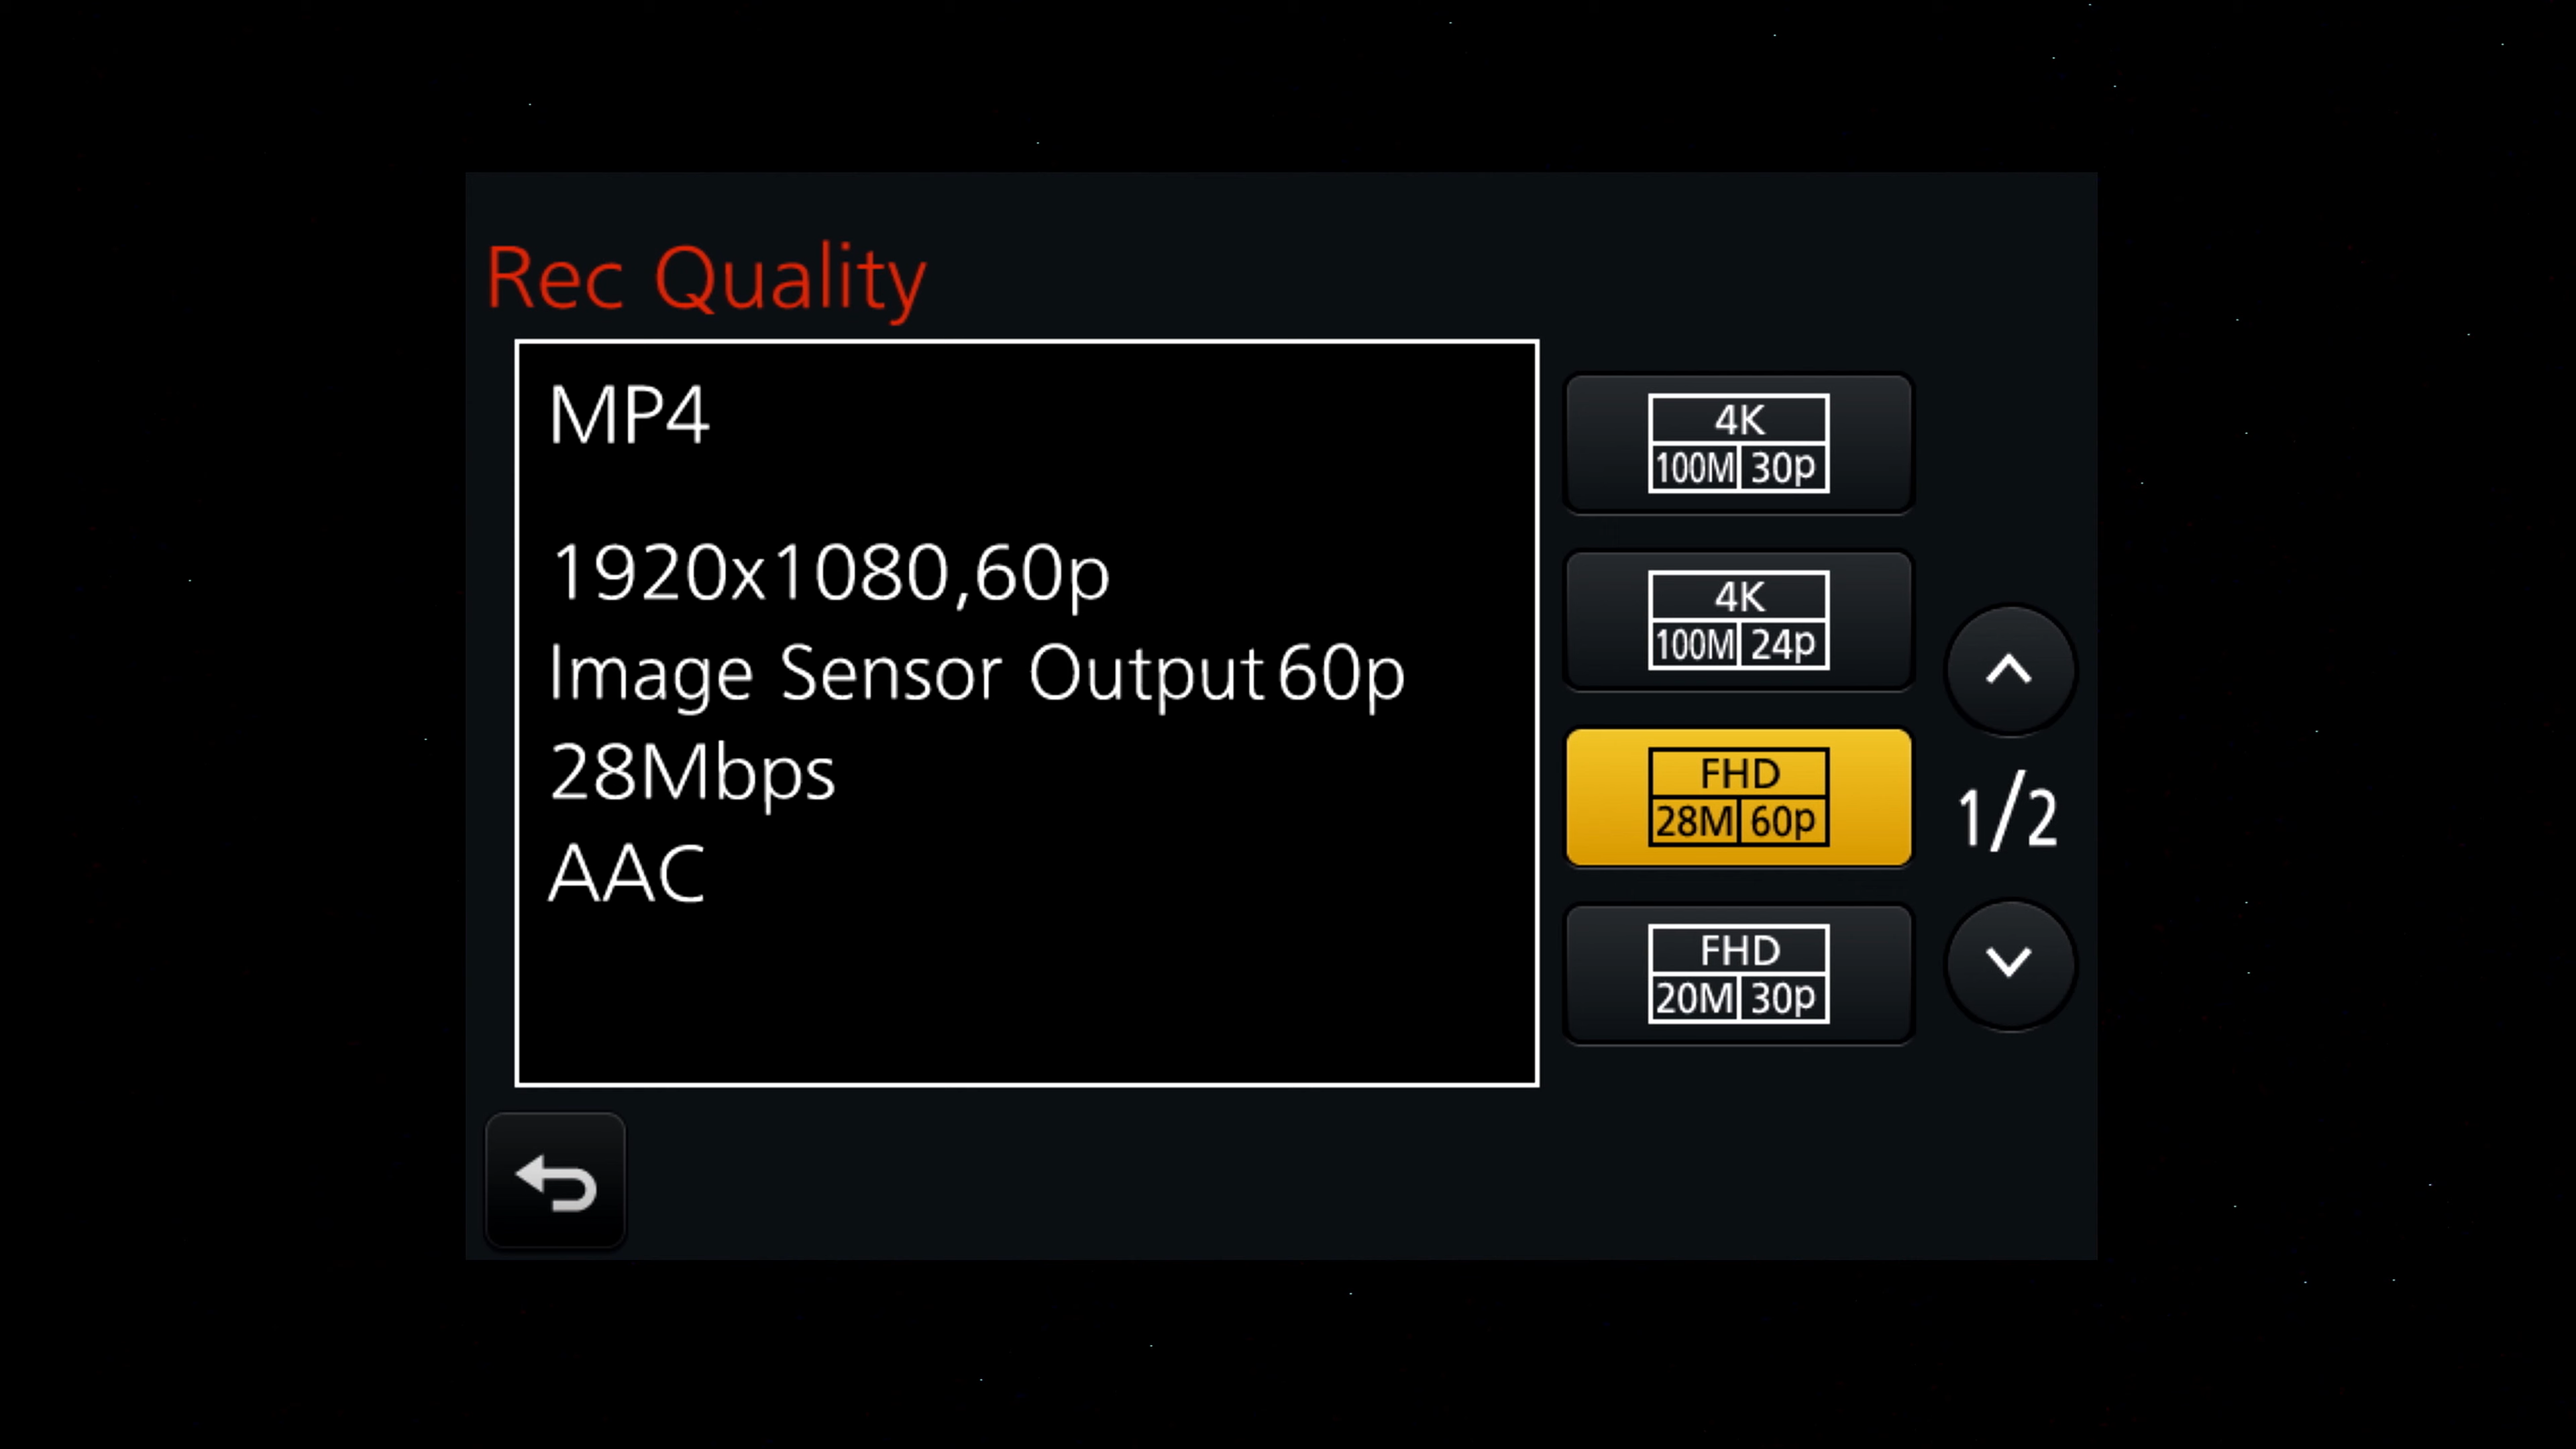 Rec Quality
MP4
1920x1080,60p
Image Sensor Output 60p
28Mbps
AAC
4K
100M 30p
4K
100M 24p
FHD
28M 60p
FHD
20M 30p
1/2